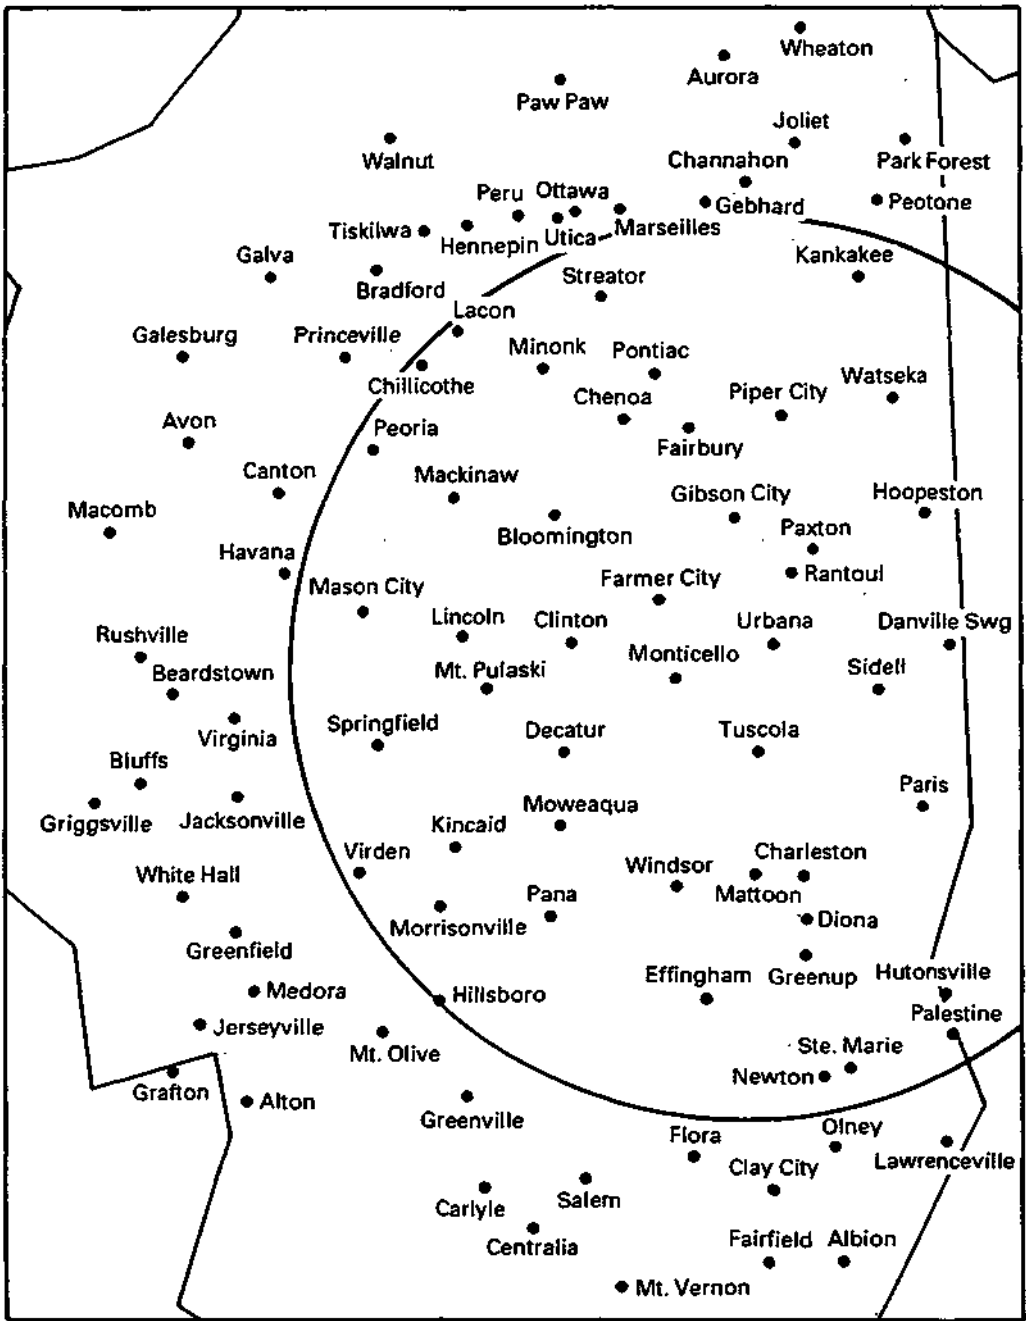 Wheaton
Aurora
Paw Paw
Joliet
Walnut
Channahon
Park Forest
Peru
Ottawa
Gebhard
Peotone
Tiskilwa
Hennepin
Utica
Marseilles
Galva
Kankakee
Bradford
Streator
Lacon
Galesburg
Princeville
Minonk
Pontiac
Chillicothe
Chenoa
Piper City
Watseka
Avon
Peoria
Fairbury
Canton
Mackinaw
Gibson City
Hoopeston
Macomb
Bloomington
Paxton
Havana
Mason City
Farmer City
Rantoul
Rushville
Lincoln
Clinton
Urbana
Danville Swg
Beardstown
Mt. Pulaski
Monticello
Sidell
Virginia
Springfield
Decatur
Tuscola
Bluffs
Paris
Griggsville
Jacksonville
Moweaqua
Kincaid
Virden
Windsor
Charleston
White Hall
Mattoon
Pana
Morrisonville
Diona
Greenfield
Effingham
Greenup
Hutonsville
Medora
Hillsboro
Palestine
Jerseyville
Mt. Olive
Ste. Marie
Newton
Grafton
Alton
Greenville
Flora
Olney
Clay City
Lawrenceville
Carlyle
Salem
Centralia
Fairfield
Albion
Mt. Vernon